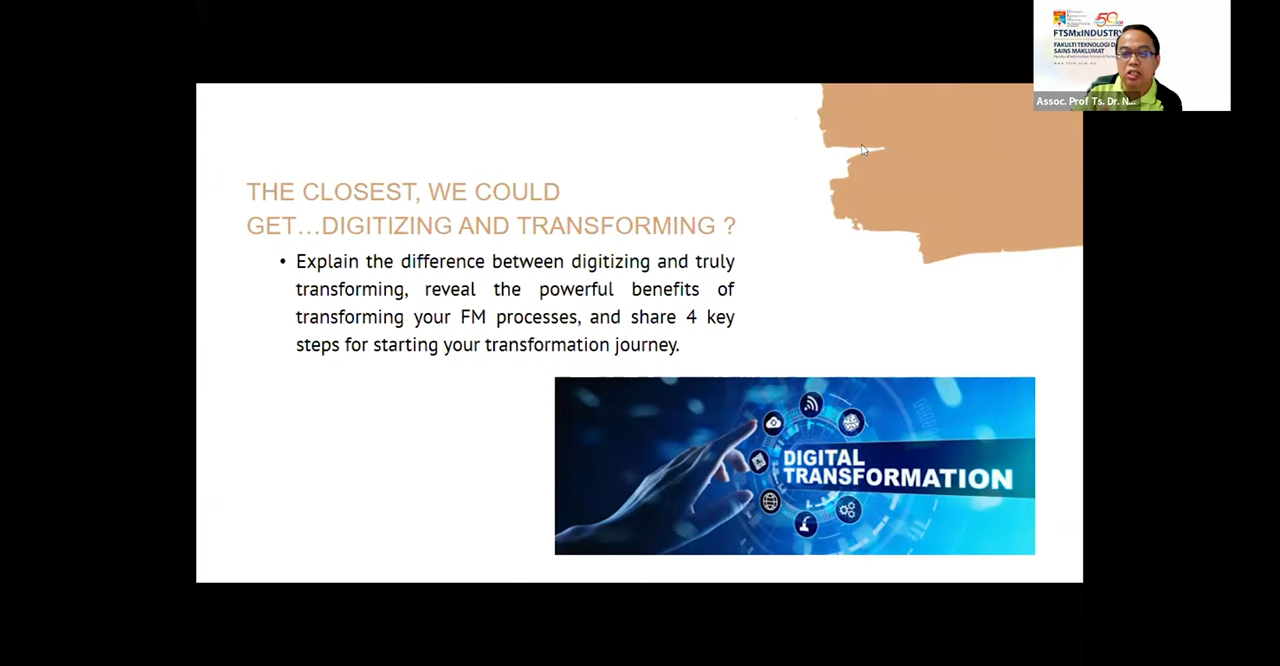 FTSMxINDUSTRY
FAKULTI TEKNOLOGI D
SAINS MAKLUMAT
Assoc. Prof Ts. Dr. N...
THE CLOSEST, WE COULD
GET…DIGITIZING AND TRANSFORMING ?
• Explain the difference between digitizing and truly
transforming, reveal the powerful benefits of
transforming your FM processes, and share 4 key
steps for starting your transformation journey.
DIGITAL
TRANSFORMATION